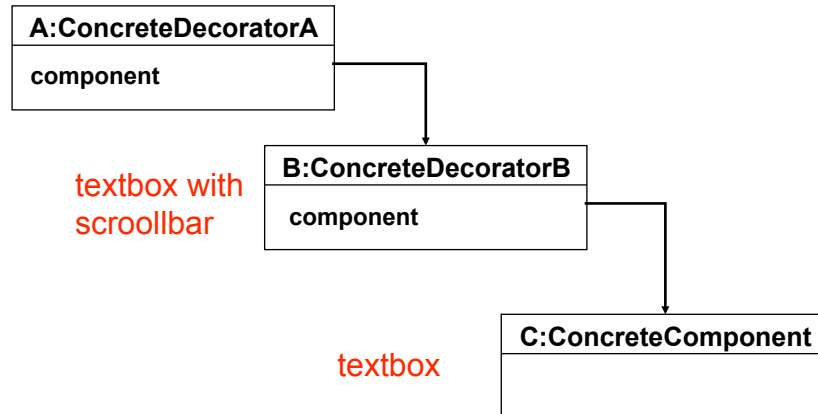 A:ConcreteDecoratorA
component
B:ConcreteDecoratorB
textbox with
scroollbar
component
C:ConcreteComponent
textbox